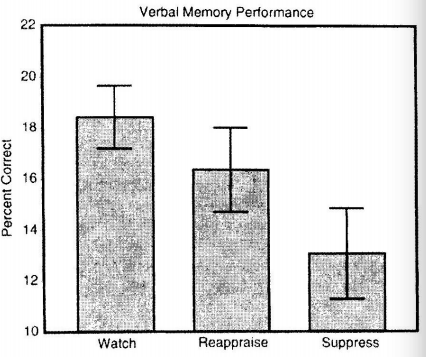 Verbal Memory Performance
22
20
18
16
14
12
10
Percent Correct
Watch Reappraise Suppress